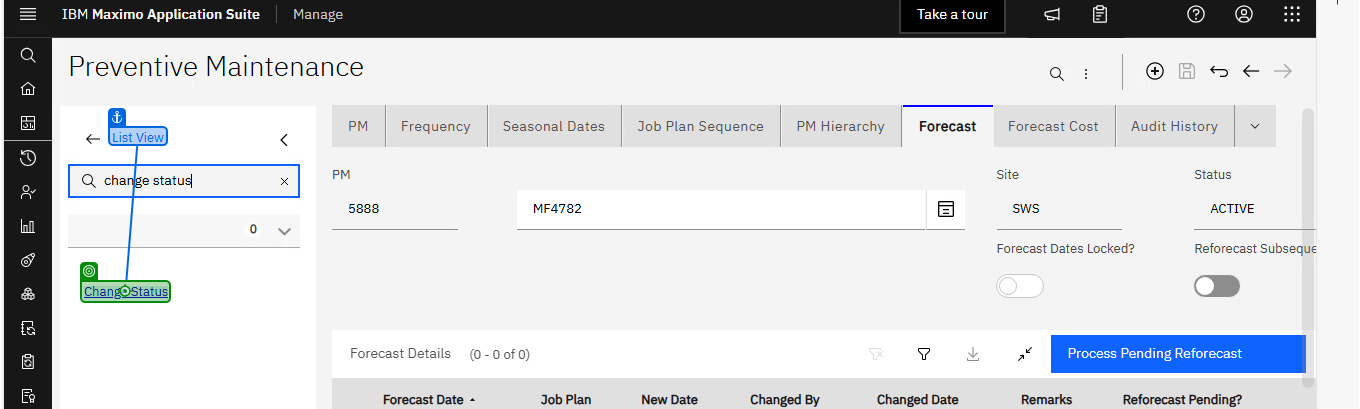 IBM Maximo Application Suite Manage Take a tour
Preventive Maintenance
List View
change status
0
Change Status
PM Frequency Seasonal Dates Job Plan Sequence PM Hierarchy Forecast Forecast Cost Audit History
PM Site Status
5888 MF4782 SWS ACTIVE
Forecast Dates Locked? Reforecast Subseque
Forecast Details (0 - 0 of 0) Process Pending Reforecast
Forecast Date Job Plan New Date Changed By Changed Date Remarks Reforecast Pending?